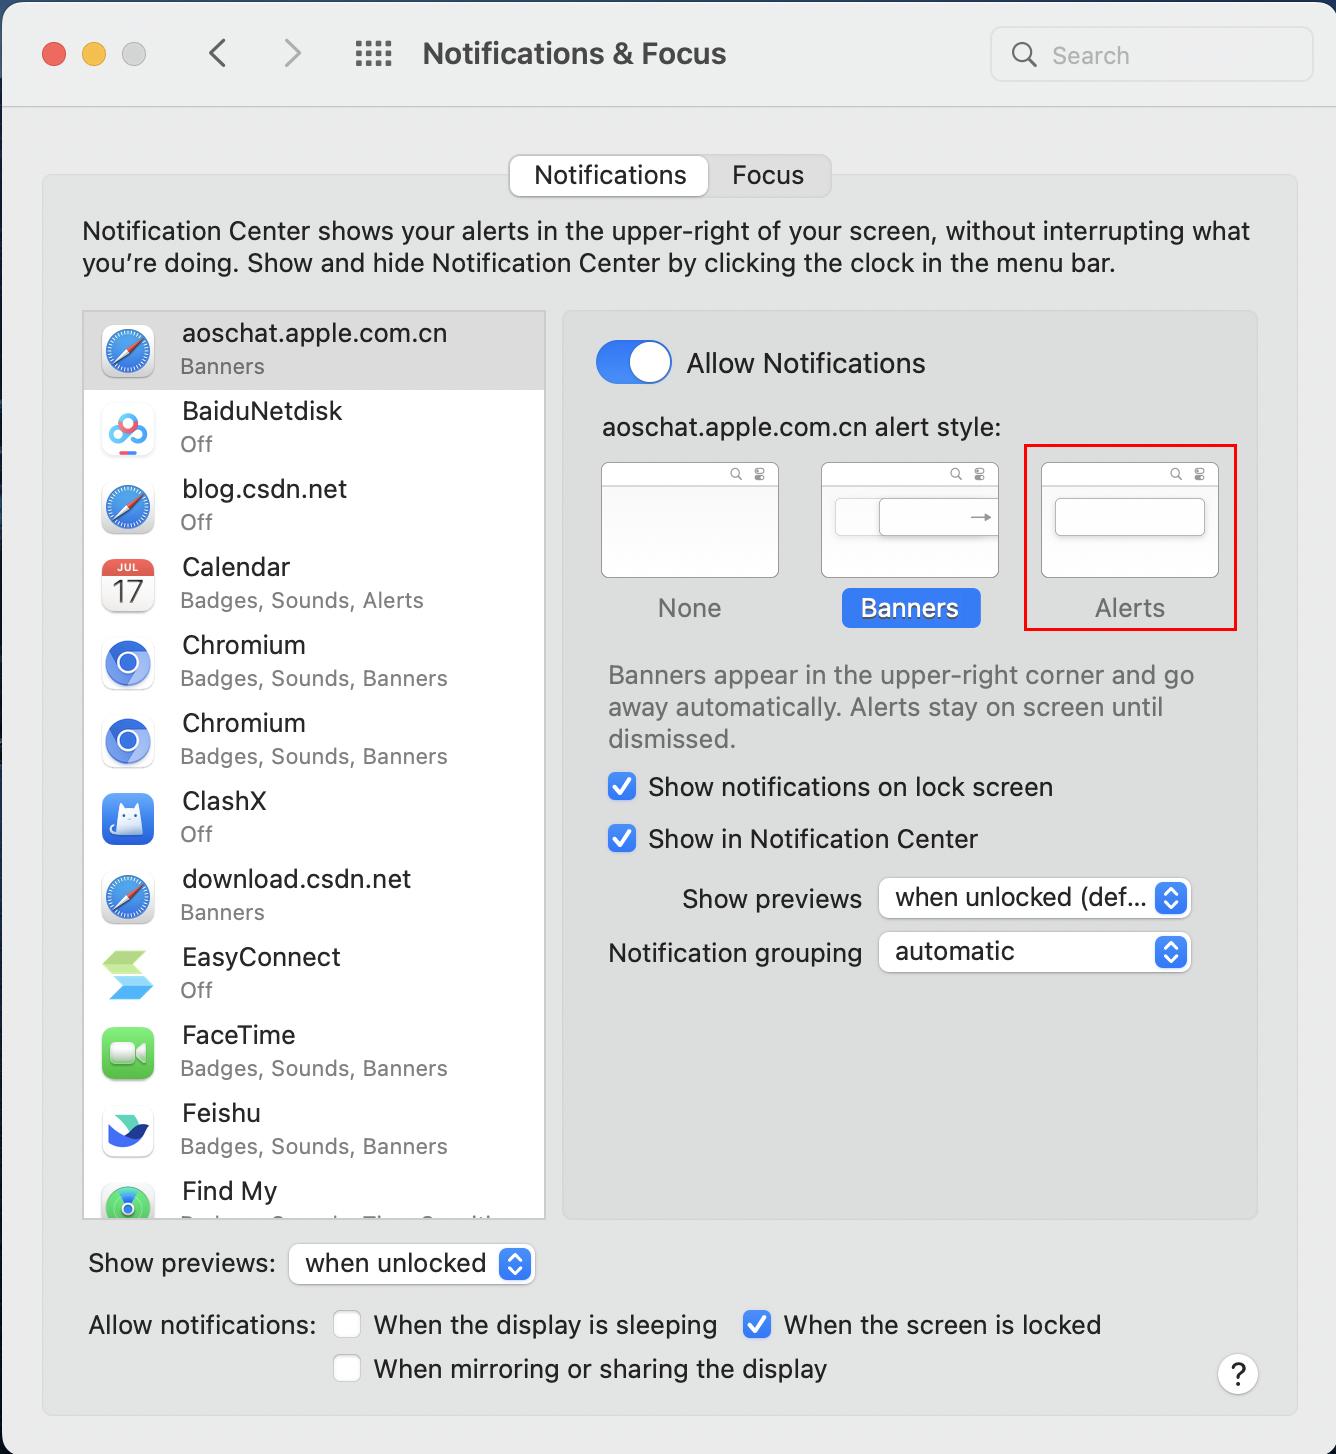 Notifications & Focus
Search
Notifications
Focus
Notification Center shows your alerts in the upper-right of your screen, without interrupting what
you're doing. Show and hide Notification Center by clicking the clock in the menu bar.
aoschat.apple.com.cn
Banners
BaiduNetdisk
Off
blog.csdn.net
Off
JUL
17
Calendar
Badges, Sounds, Alerts
Chromium
Badges, Sounds, Banners
Chromium
Badges, Sounds, Banners
ClashX
Off
download.csdn.net
Banners
EasyConnect
Off
FaceTime
Badges, Sounds, Banners
Feishu
Badges, Sounds, Banners
Find My
Allow Notifications
aoschat.apple.com.cn alert style:
None
Banners
Alerts
Banners appear in the upper-right corner and go
away automatically. Alerts stay on screen until
dismissed.
Show notifications on lock screen
Show in Notification Center
Show previews
when unlocked (def...
Notification grouping
automatic
Show previews:
when unlocked
Allow notifications:
When the display is sleeping
When the screen is locked
When mirroring or sharing the display
?